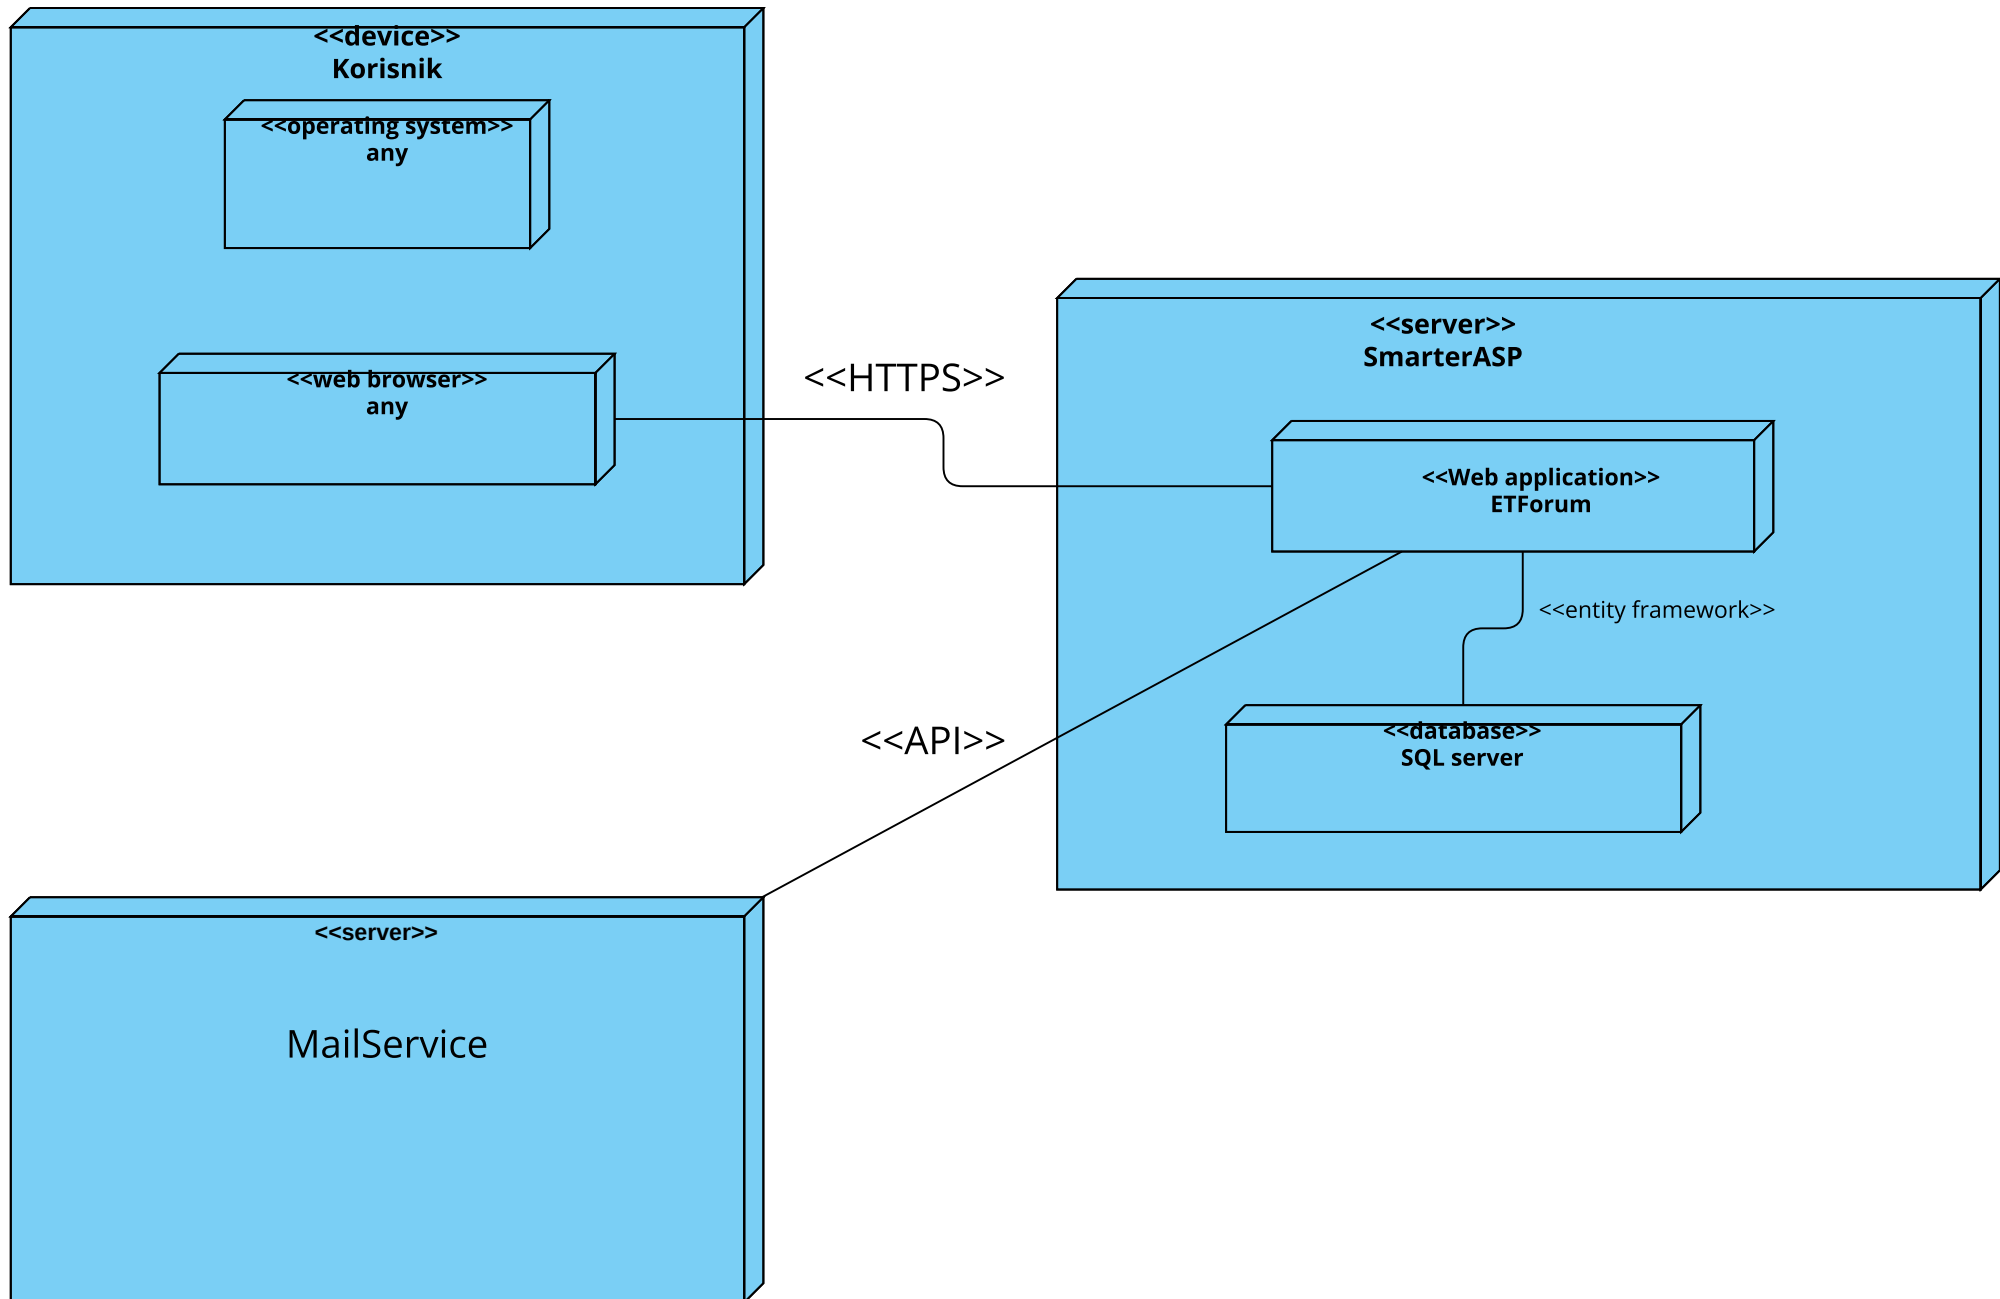 <<device>>
Korisnik
<<operating system>>
any
<<web browser>>
any
<<HTTPS>>
<<server>>
SmarterASP
<<Web application>>
ETForum
<<entity framework>>
<<API>>
<<database>>
SQL server
<<server>>
MailService